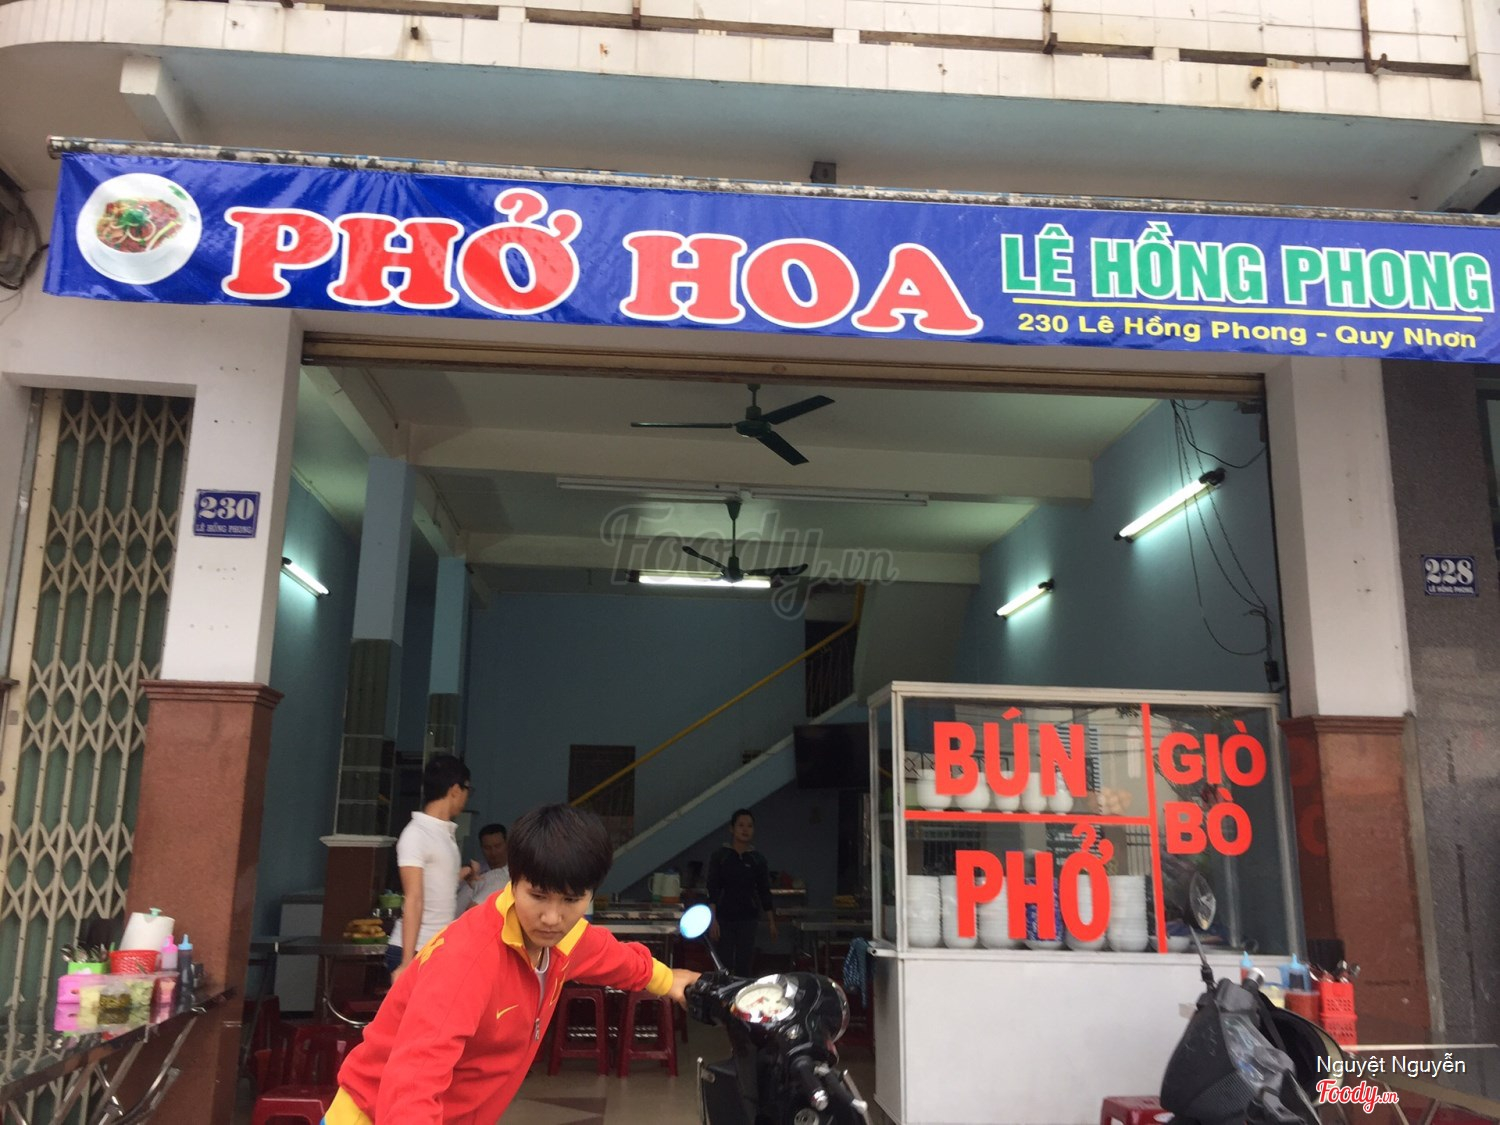 PHỞ HOA
LÊ HỒNG PHONG
230 Lê Hồng Phong - Quy Nhơn
230
LÊ HỒNG PHONG
228
LÊ HỒNG PHONG
Foody.vn
BÚN
PHỞ
GIÒ
BÒ
Nguyệt Nguyễn
Foody.vn